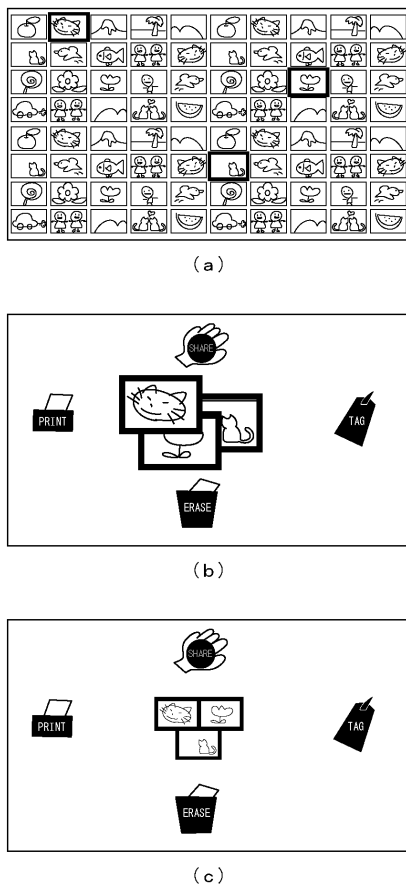 (a)
SHARE
PRINT
TAG
ERASE
(b)
SHARE
PRINT
TAG
ERASE
(c)